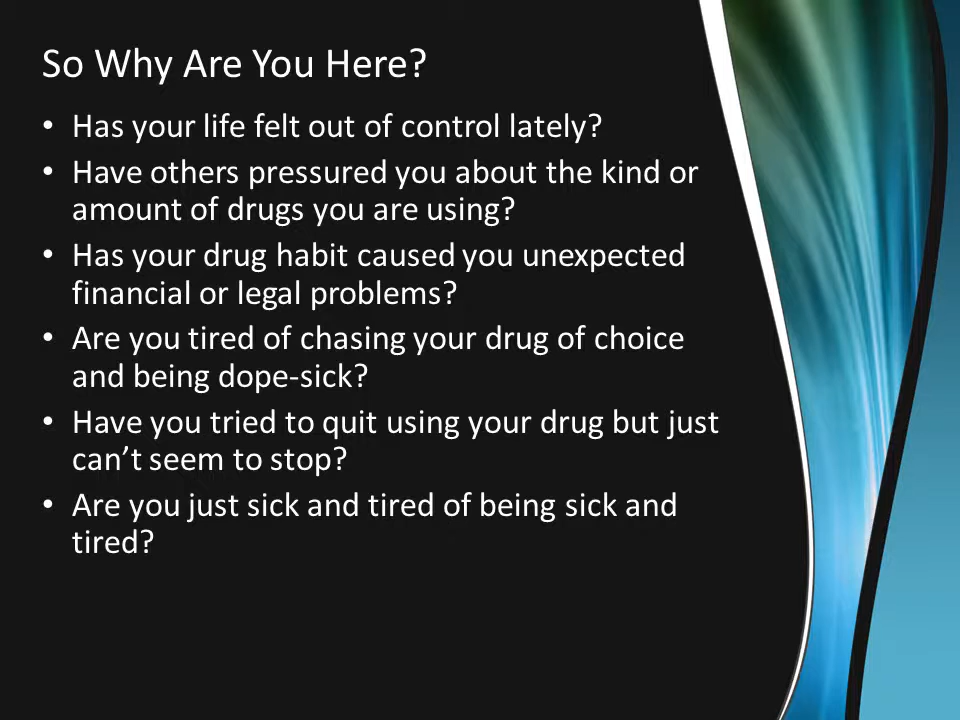 So Why Are You Here?
• Has your life felt out of control lately?
• Have others pressured you about the kind or
amount of drugs you are using?
• Has your drug habit caused you unexpected
financial or legal problems?
• Are you tired of chasing your drug of choice
and being dope-sick?
• Have you tried to quit using your drug but just
can’t seem to stop?
• Are you just sick and tired of being sick and
tired?